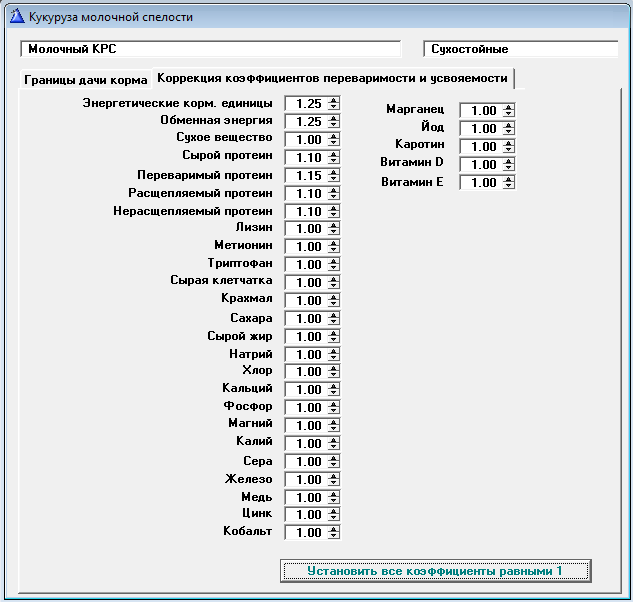 Кукуруза молочной спелости
Молочный КРС Сухостойные
Границы дачи корма Коррекция коэффициентов переваримости и усвояемости
Энергетические корм. единицы 1.25
Обменная энергия 1.25
Сухое вещество 1.00
Сырой протеин 1.10
Переваримый протеин 1.15
Расщепляемый протеин 1.10
Нерасщепляемый протеин 1.10
Лизин 1.00
Метионин 1.00
Триптофан 1.00
Сырая клетчатка 1.00
Крахмал 1.00
Сахара 1.00
Сырой жир 1.00
Натрий 1.00
Хлор 1.00
Кальций 1.00
Фосфор 1.00
Магний 1.00
Калий 1.00
Сера 1.00
Железо 1.00
Медь 1.00
Цинк 1.00
Кобальт 1.00
Марганец 1.00
Йод 1.00
Каротин 1.00
Витамин D 1.00
Витамин E 1.00
Установить все коэффициенты равными 1